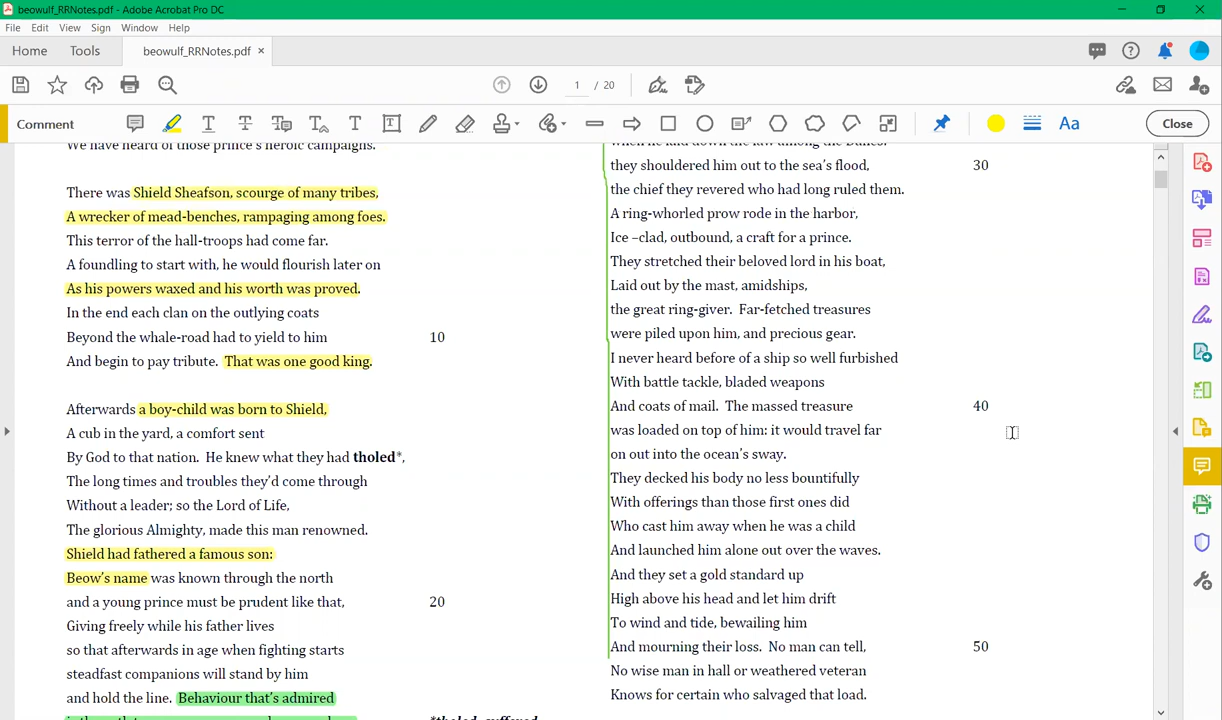 beowulf_RRNotes.pdf - Adobe Acrobat Pro DC
File Edit View Sign Window Help
Home Tools beowulf_RRNotes.pdf ×
1 / 20
Comment
Aa
Close
We have heard of those prince's heroic campaigns.
There was Shield Sheafson, scourge of many tribes,
A wrecker of mead-benches, rampaging among foes.
This terror of the hall-troops had come far.
A foundling to start with, he would flourish later on
As his powers waxed and his worth was proved.
In the end each clan on the outlying coats
Beyond the whale-road had to yield to him 10
And begin to pay tribute. That was one good king.
Afterwards a boy-child was born to Shield,
A cub in the yard, a comfort sent
By God to that nation. He knew what they had tholed*,
The long times and troubles they'd come through
Without a leader; so the Lord of Life,
The glorious Almighty, made this man renowned.
Shield had fathered a famous son:
Beow's name was known through the north
and a young prince must be prudent like that, 20
Giving freely while his father lives
so that afterwards in age when fighting starts
steadfast companions will stand by him
and hold the line. Behaviour that's admired
*tholed, suffered
when he laid down the law among the Danes:
they shouldered him out to the sea's flood, 30
the chief they revered who had long ruled them.
A ring-whorled prow rode in the harbor,
Ice –clad, outbound, a craft for a prince.
They stretched their beloved lord in his boat,
Laid out by the mast, amidships,
the great ring-giver. Far-fetched treasures
were piled upon him, and precious gear.
I never heard before of a ship so well furbished
With battle tackle, bladed weapons
And coats of mail. The massed treasure 40
was loaded on top of him: it would travel far
on out into the ocean's sway.
They decked his body no less bountifully
With offerings than those first ones did
Who cast him away when he was a child
And launched him alone out over the waves.
And they set a gold standard up
High above his head and let him drift
To wind and tide, bewailing him
And mourning their loss. No man can tell, 50
No wise man in hall or weathered veteran
Knows for certain who salvaged that load.